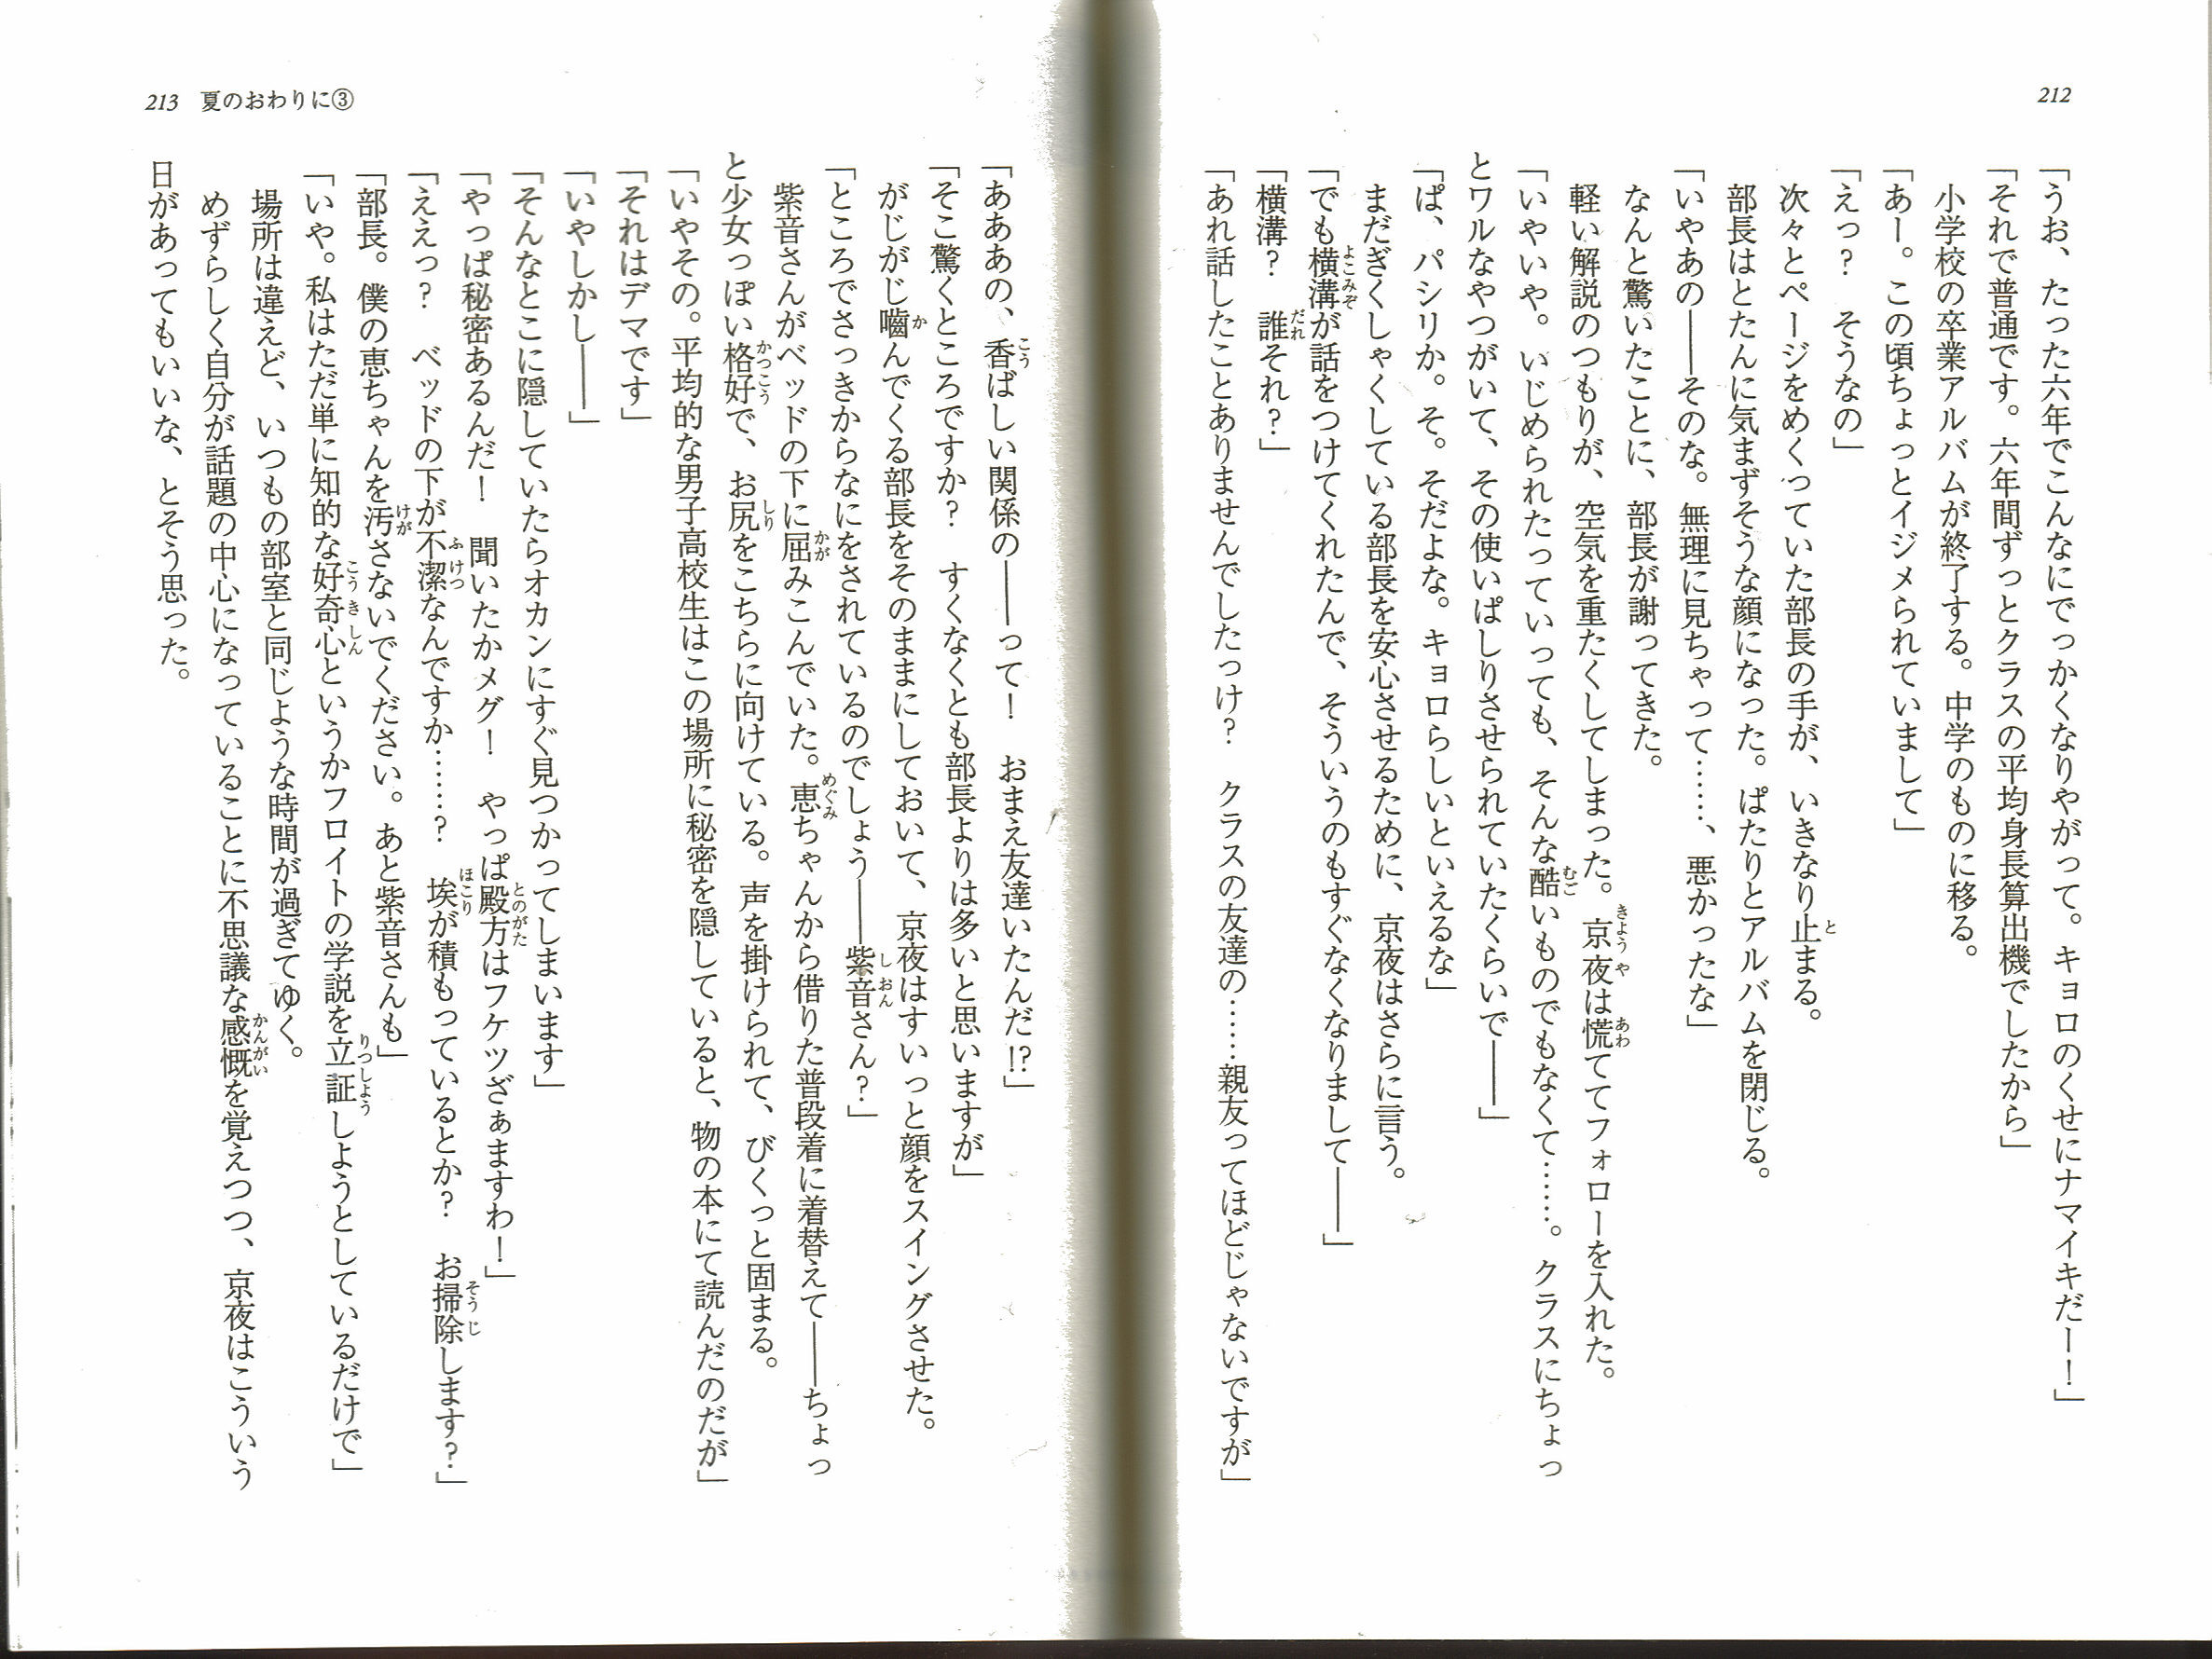 212
「うお、たった六年でこんなにでっかくなりやがって。キョロのくせにナマイキだー！」
「それで普通です。六年間ずっとクラスの平均身長算出機でしたから」
小学校の卒業アルバムが終了する。中学のものに移る。
「あー。この頃ちょっとイジメられていまして」
「えっ？　そうなの」
次々とページをめくっていた部長の手が、いきなり止まる。
部長はとたんに気まずそうな顔になった。ぱたりとアルバムを閉じる。
「いやあの――そのな。無理に見ちゃって……、悪かったな」
なんと驚いたことに、部長が謝ってきた。
軽い解説のつもりが、空気を重たくしてしまった。京夜は慌ててフォローを入れた。
「いやいや。いじめられたっていっても、そんな酷いものでもなくて……。クラスにちょっ
とワルなやつがいて、その使いぱしりさせられていたくらいで――」
「ぱ、パシリか。そ。そだよな。キョロらしいといえるな」
まだぎくしゃくしている部長を安心させるために、京夜はさらに言う。
「でも横溝が話をつけてくれたんで、そういうのもすぐなくなりまして――」
「横溝？　誰それ？」
「あれ話したことありませんでしたっけ？　クラスの友達の……親友ってほどじゃないですが」
213 夏のおわりに③
「あああの、香ばしい関係の――って！　おまえ友達いたんだ!?」
「そこ驚くところですか？　すくなくとも部長よりは多いと思いますが」
がじがじ嚙んでくる部長をそのままにしておいて、京夜はすいっと顔をスイングさせた。
「ところでさっきからなにをされているのでしょう――紫音さん？」
紫音さんがベッドの下に屈みこんでいた。恵ちゃんから借りた普段着に着替えて――ちょっ
と少女っぽい格好で、お尻をこちらに向けている。声を掛けられて、びくっと固まる。
「いやその。平均的な男子高校生はこの場所に秘密を隠していると、物の本にて読んだのだが」
「それはデマです」
「いやしかし――」
「そんなとこに隠していたらオカンにすぐ見つかってしまいます」
「やっぱ秘密あるんだ！　聞いたかメグ！　やっぱ殿方はフケツざぁますわ！」
「ええっ？　ベッドの下が不潔なんですか……？　埃が積もっているとか？　お掃除します？」
「部長。僕の恵ちゃんを汚さないでください。あと紫音さんも」
「いや。私はただ単に知的な好奇心というかフロイトの学説を立証しようとしているだけで」
場所は違えど、いつもの部室と同じような時間が過ぎてゆく。
めずらしく自分が話題の中心になっていることに不思議な感慨を覚えつつ、京夜はこういう
日があってもいいな、とそう思った。